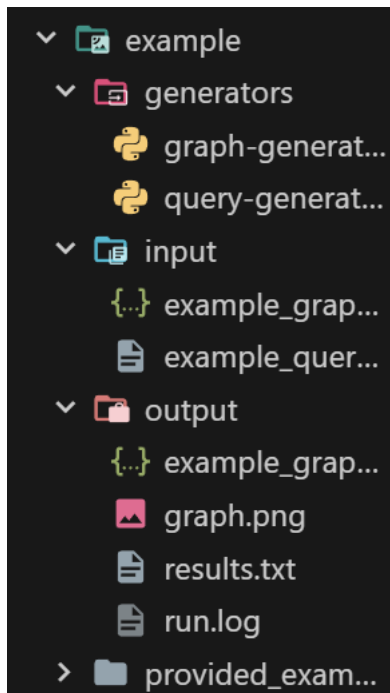 example
generators
graph-generat...
query-generat...
input
{...} example_grap...
example_quer...
output
{...} example_grap...
graph.png
results.txt
run.log
provided_exam...